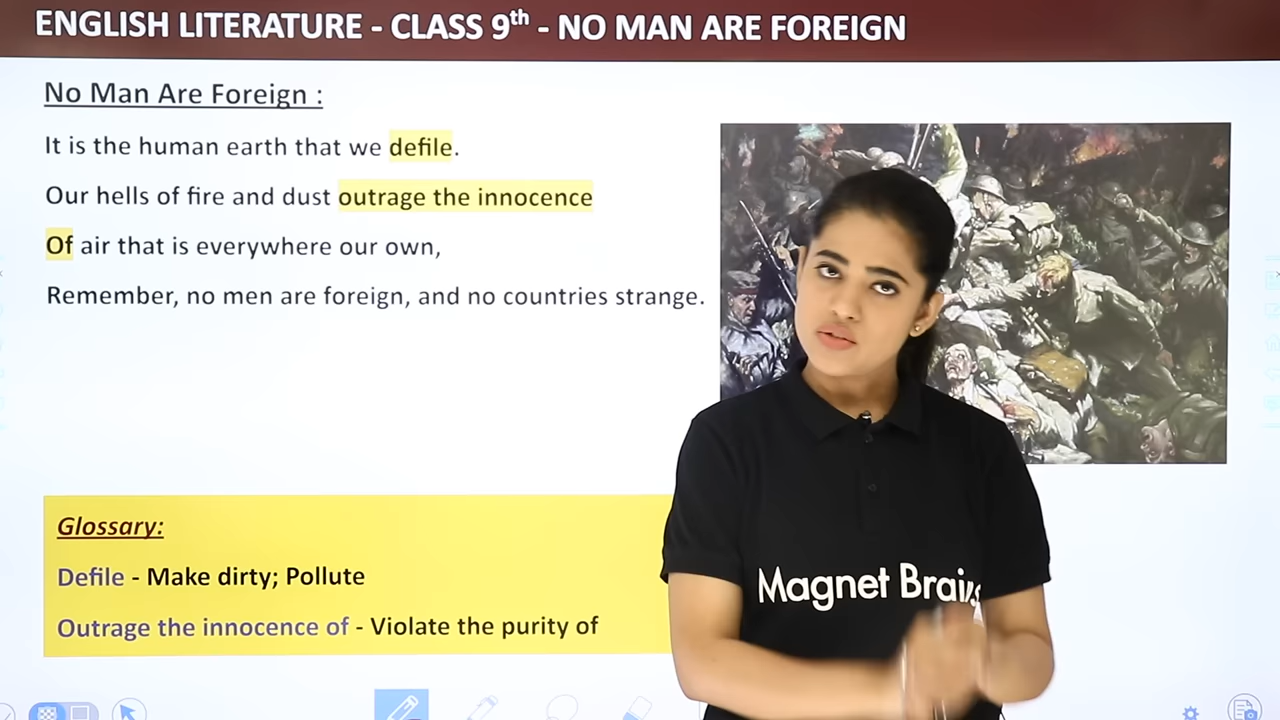 ENGLISH LITERATURE - CLASS 9th - NO MAN ARE FOREIGN
No Man Are Foreign :
It is the human earth that we defile.
Our hells of fire and dust outrage the innocence
Of air that is everywhere our own,
Remember, no men are foreign, and no countries strange.
Glossary:
Defile - Make dirty; Pollute
Outrage the innocence of - Violate the purity of
Magnet Brains